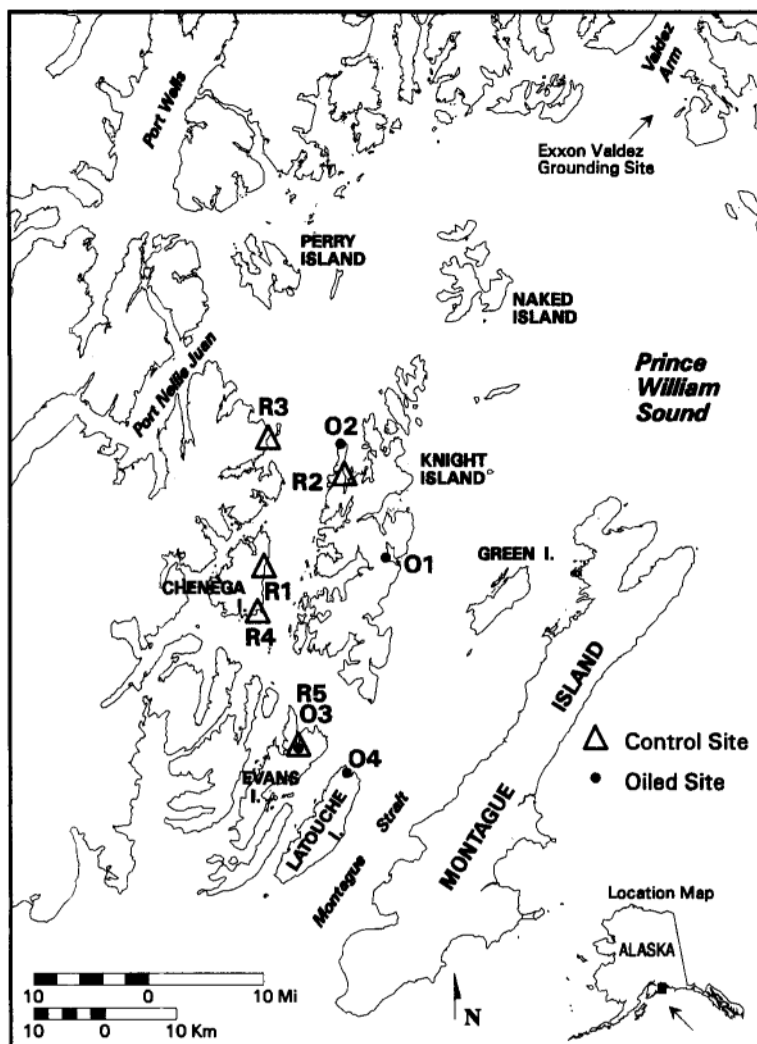 Port Wells
Valdez
Arm
Exxon Valdez
Grounding Site
PERRY
ISLAND
NAKED
ISLAND
Port Nellie Juan
Prince
William
Sound
R3
O2
R2
KNIGHT
ISLAND
O1
GREEN I.
CHENEGA
I.
R1
R4
R5
O3
EVANS
I.
O4
LATOUCHE
I.
Montague Strait
MONTAGUE
ISLAND
Control Site
Oiled Site
Location Map
ALASKA
10 0 10 Mi
10 0 10 Km
N